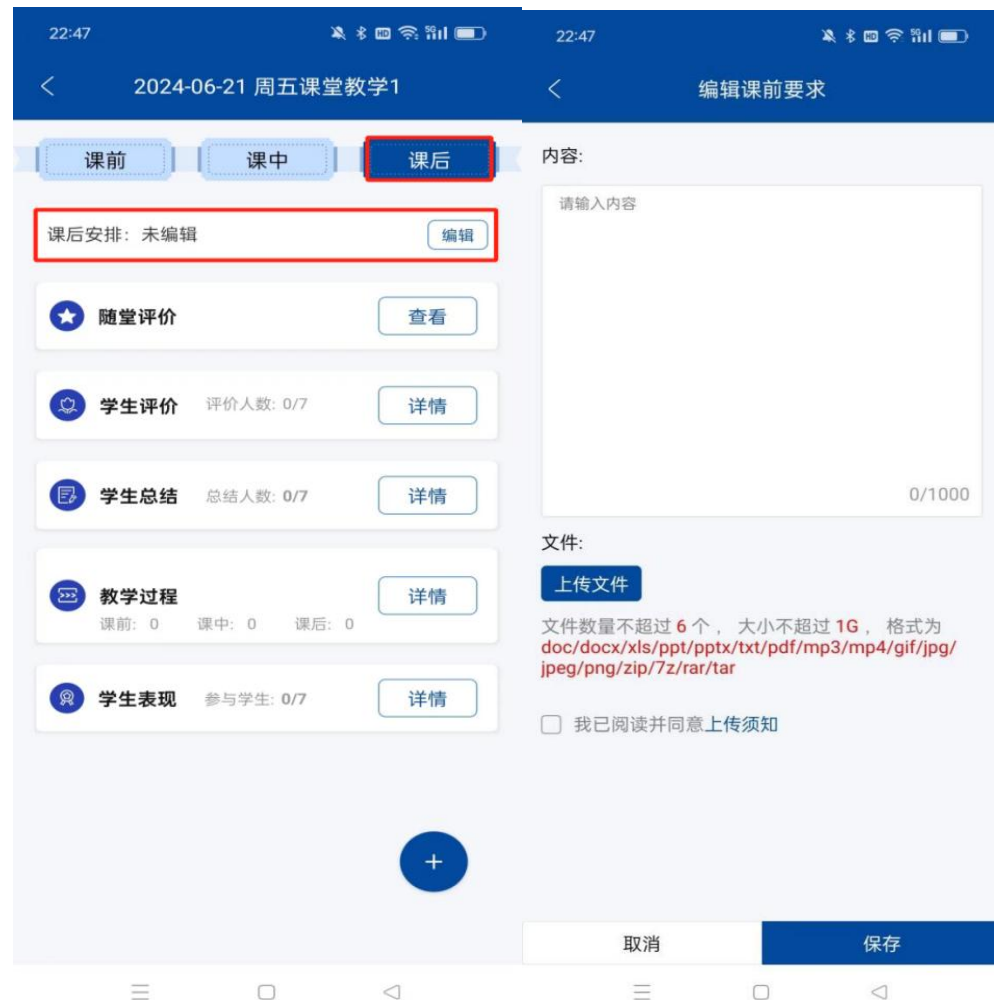 22:47
HD 5G
2024-06-21 周五课堂教学1
课前 课中 课后
课后安排：未编辑 编辑
随堂评价 查看
学生评价 评价人数: 0/7 详情
学生总结 总结人数: 0/7 详情
教学过程 详情
课前: 0 课中: 0 课后: 0
学生表现 参与学生: 0/7 详情
+
22:47
HD 5G
编辑课前要求
内容:
请输入内容
0/1000
文件:
上传文件
文件数量不超过 6 个 ， 大小不超过 1G ， 格式为
doc/docx/xls/ppt/pptx/txt/pdf/mp3/mp4/gif/jpg/
jpeg/png/zip/7z/rar/tar
我已阅读并同意上传须知
取消 保存